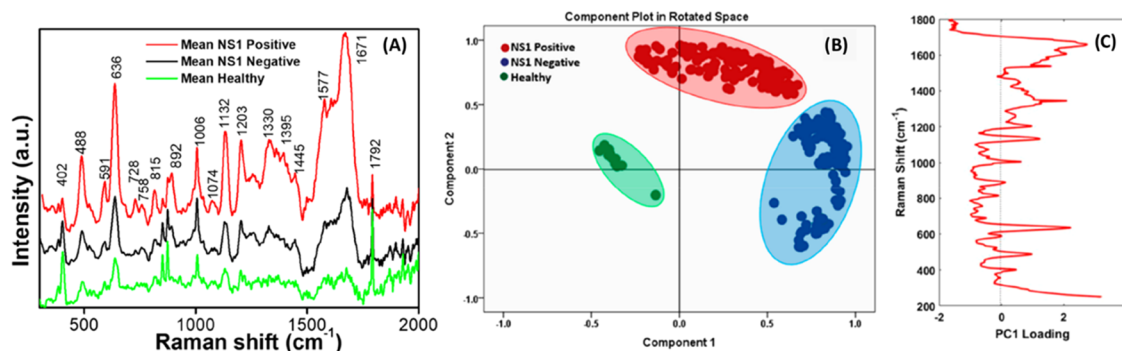 (A)
Mean NS1 Positive
Mean NS1 Negative
Mean Healthy
402
488
591
636
728
758
815
892
1006
1074
1132
1203
1330
1395
1445
1577
1671
1792
Intensity (a.u.)
500 1000 1500 2000
Raman shift (cm-1)
Component Plot in Rotated Space
(B)
NS1 Positive
NS1 Negative
Healthy
1.0
0.5
0.0
-0.5
-1.0
Component 2
-1.0 -0.5 0.0 0.5 1.0
Component 1
(C)
1800
1600
1400
1200
1000
800
600
400
200
Raman Shift (cm-1)
-2 0 2 4
PC1 Loading